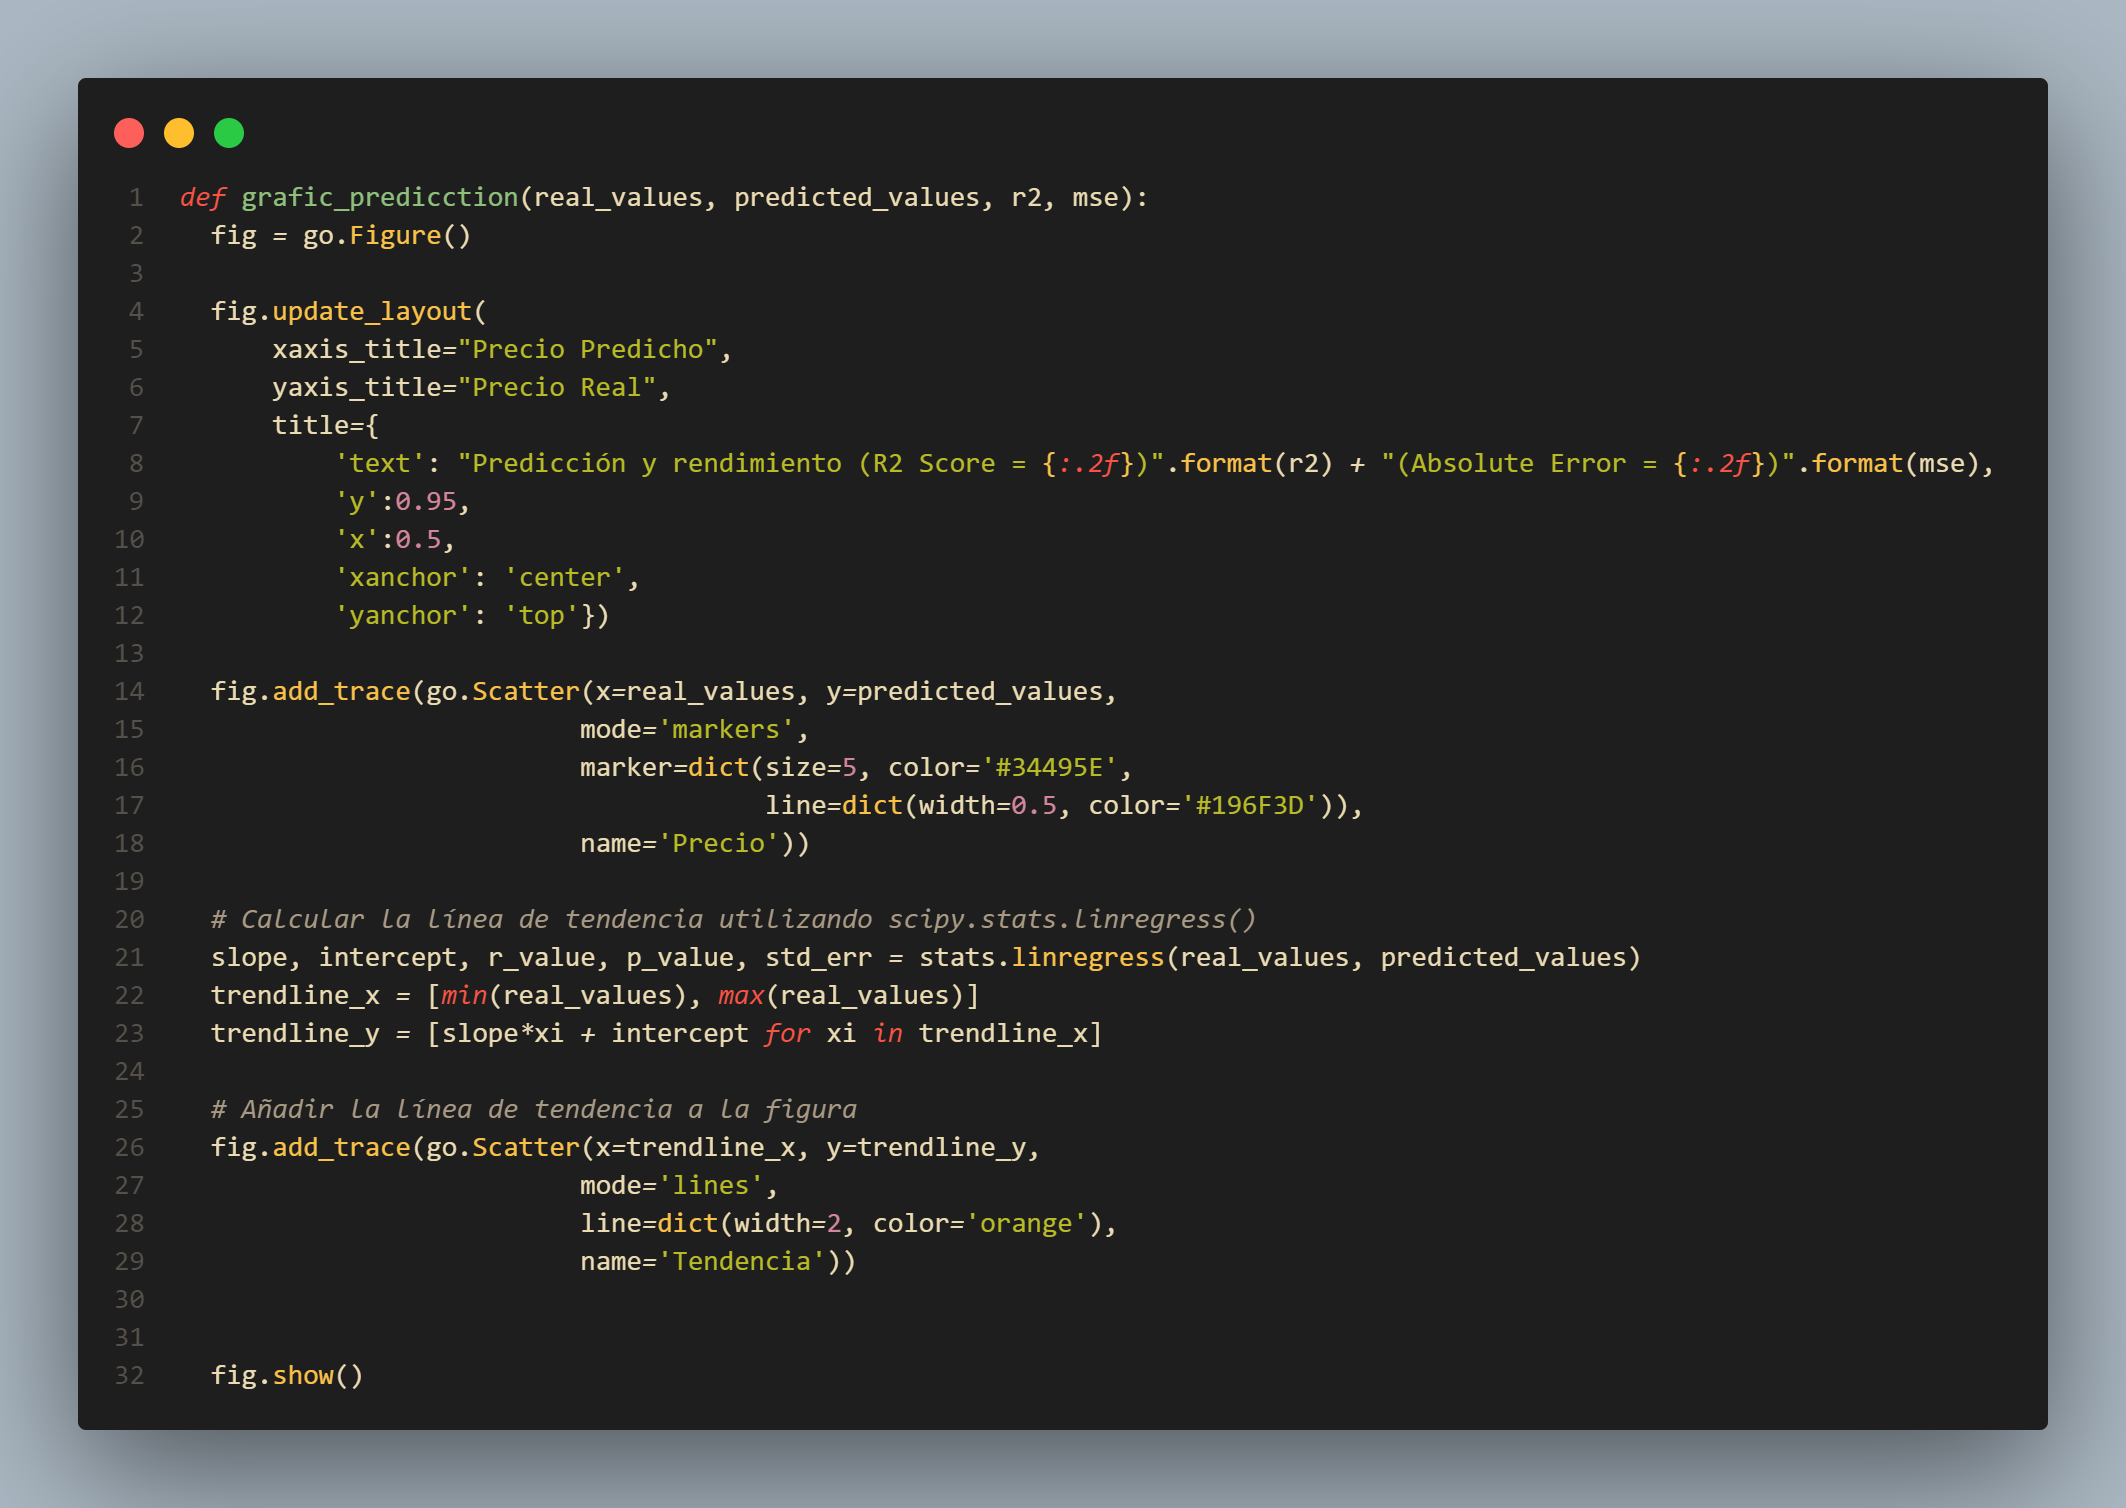 1 def grafic_predicction(real_values, predicted_values, r2, mse):
2   fig = go.Figure()
3
4   fig.update_layout(
5       xaxis_title="Precio Predicho",
6       yaxis_title="Precio Real",
7       title={
8           'text': "Predicción y rendimiento (R2 Score = {:.2f})".format(r2) + "(Absolute Error = {:.2f})".format(mse),
9           'y':0.95,
10           'x':0.5,
11           'xanchor': 'center',
12           'yanchor': 'top'})
13
14   fig.add_trace(go.Scatter(x=real_values, y=predicted_values,
15                           mode='markers',
16                           marker=dict(size=5, color='#34495E',
17                                       line=dict(width=0.5, color='#196F3D')),
18                           name='Precio'))
19
20   # Calcular la línea de tendencia utilizando scipy.stats.linregress()
21   slope, intercept, r_value, p_value, std_err = stats.linregress(real_values, predicted_values)
22   trendline_x = [min(real_values), max(real_values)]
23   trendline_y = [slope*xi + intercept for xi in trendline_x]
24
25   # Añadir la línea de tendencia a la figura
26   fig.add_trace(go.Scatter(x=trendline_x, y=trendline_y,
27                           mode='lines',
28                           line=dict(width=2, color='orange'),
29                           name='Tendencia'))
30
31
32   fig.show()